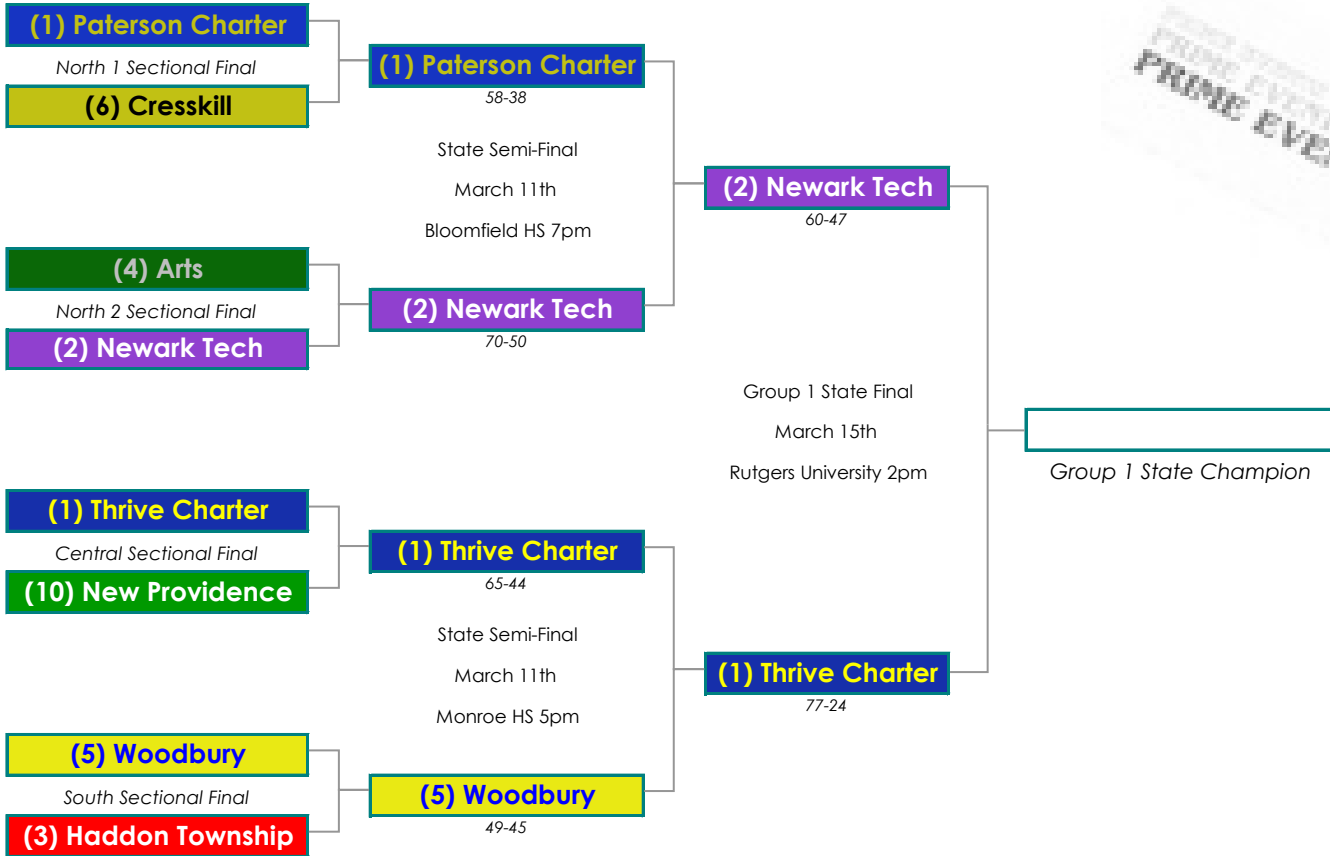 (1) Paterson Charter
North 1 Sectional Final
(6) Cresskill
(1) Paterson Charter
58-38
State Semi-Final
March 11th
Bloomfield HS 7pm
(4) Arts
North 2 Sectional Final
(2) Newark Tech
(2) Newark Tech
70-50
(2) Newark Tech
60-47
Group 1 State Final
March 15th
Rutgers University 2pm
Group 1 State Champion
(1) Thrive Charter
Central Sectional Final
(10) New Providence
(1) Thrive Charter
65-44
State Semi-Final
March 11th
Monroe HS 5pm
(1) Thrive Charter
77-24
(5) Woodbury
South Sectional Final
(3) Haddon Township
(5) Woodbury
49-45
PRIME